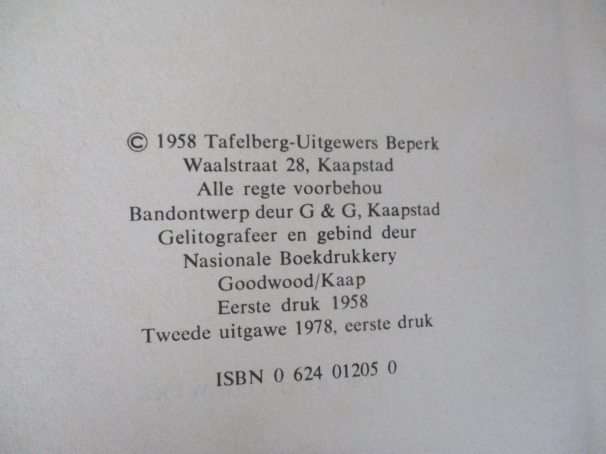 © 1958 Tafelberg-Uitgewers Beperk
Waalstraat 28, Kaapstad
Alle regte voorbehou
Bandontwerp deur G & G, Kaapstad
Gelitografeer en gebind deur
Nasionale Boekdrukkery
Goodwood/Kaap
Eerste druk 1958
Tweede uitgawe 1978, eerste druk
ISBN 0 624 01205 0